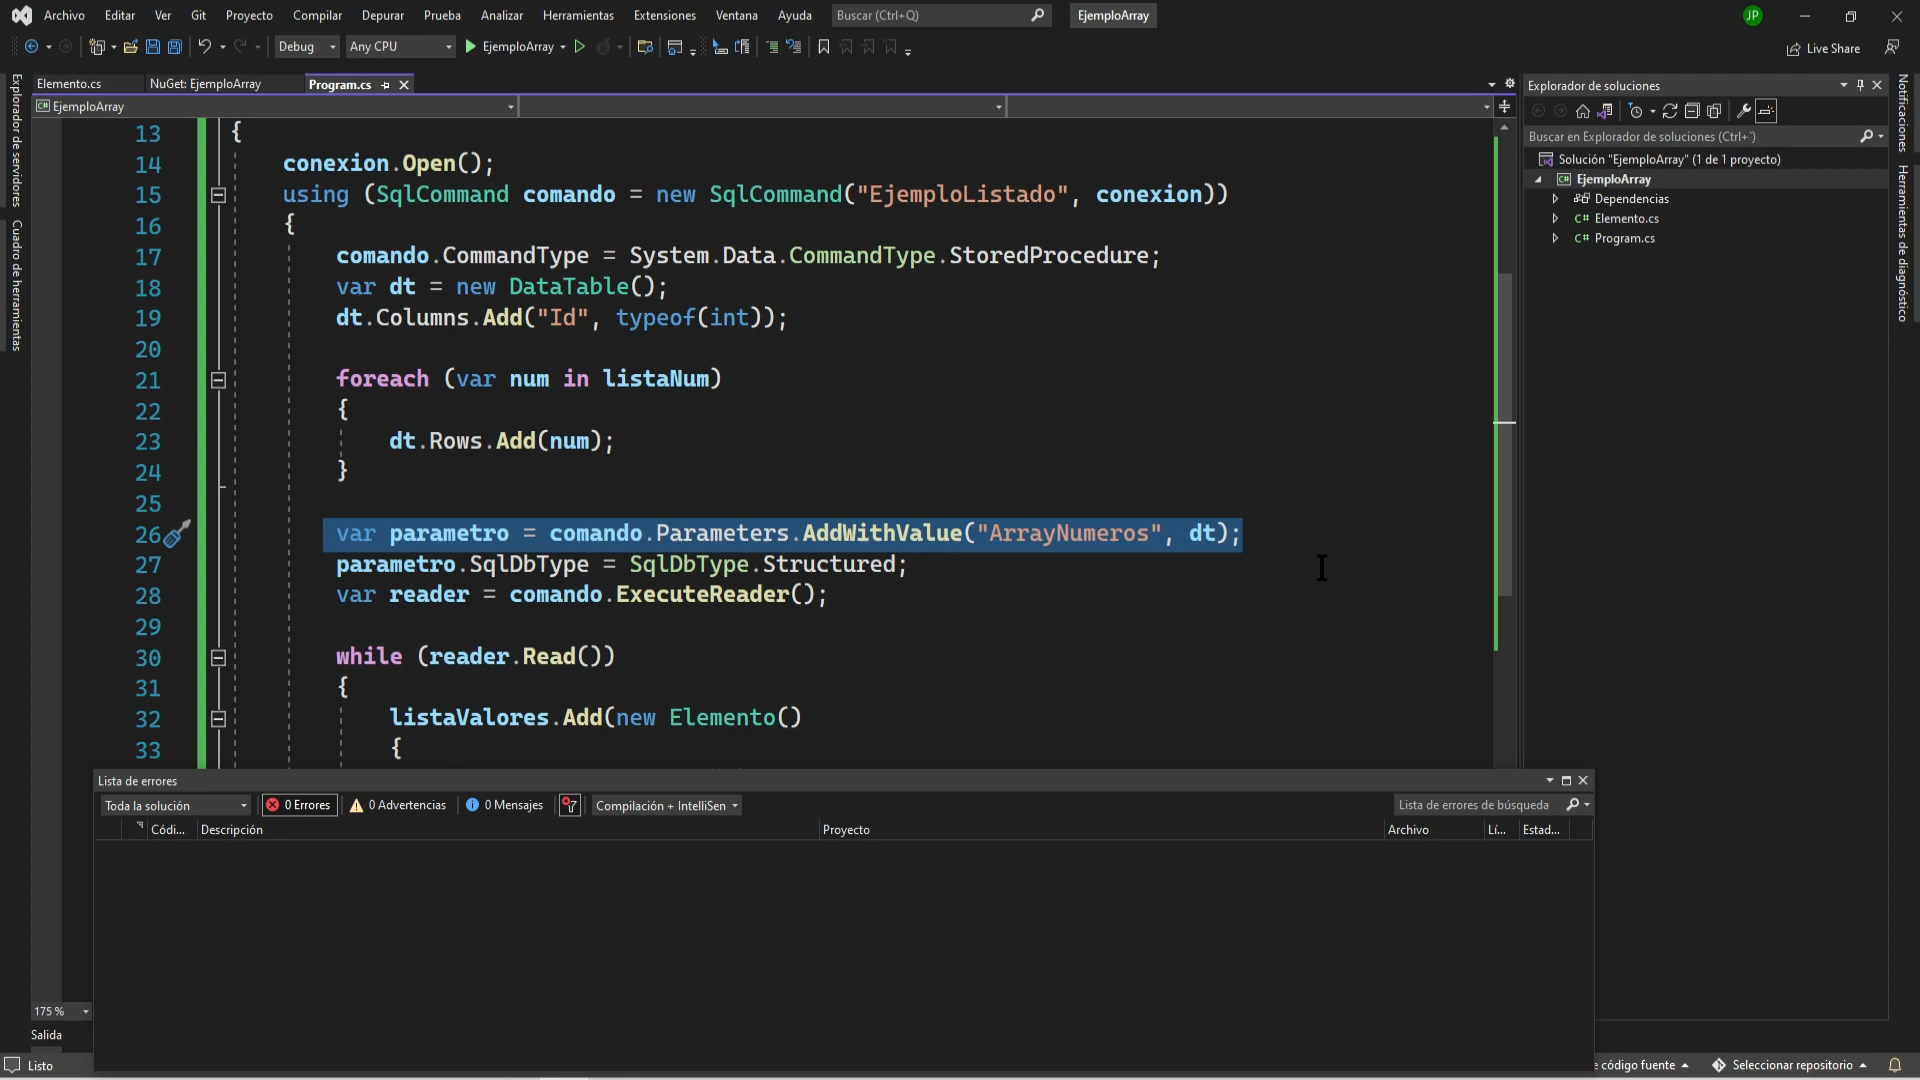 Archivo Editar Ver Git Proyecto Compilar Depurar Prueba Analizar Herramientas Extensiones Ventana Ayuda Buscar (Ctrl+Q) EjemploArray JP
Debug Any CPU EjemploArray Live Share
Elemento.cs NuGet: EjemploArray Program.cs
C# EjemploArray
13 {
14 conexion.Open();
15 using (SqlCommand comando = new SqlCommand("EjemploListado", conexion))
16 {
17 comando.CommandType = System.Data.CommandType.StoredProcedure;
18 var dt = new DataTable();
19 dt.Columns.Add("Id", typeof(int));
20
21 foreach (var num in listaNum)
22 {
23 dt.Rows.Add(num);
24 }
25
26 var parametro = comando.Parameters.AddWithValue("ArrayNumeros", dt);
27 parametro.SqlDbType = SqlDbType.Structured;
28 var reader = comando.ExecuteReader();
29
30 while (reader.Read())
31 {
32 listaValores.Add(new Elemento()
33 {
Explorador de servidores
Cuadro de herramientas
Explorador de soluciones
Buscar en Explorador de soluciones (Ctrl+`)
Solución "EjemploArray" (1 de 1 proyecto)
C# EjemploArray
Dependencias
C# Elemento.cs
C# Program.cs
Notificaciones
Herramientas de diagnóstico
Lista de errores
Toda la solución 0 Errores 0 Advertencias 0 Mensajes Compilación + IntelliSen Lista de errores de búsqueda
Códi... Descripción Proyecto Archivo Lí... Estad...
175 %
Salida
Listo código fuente Seleccionar repositorio